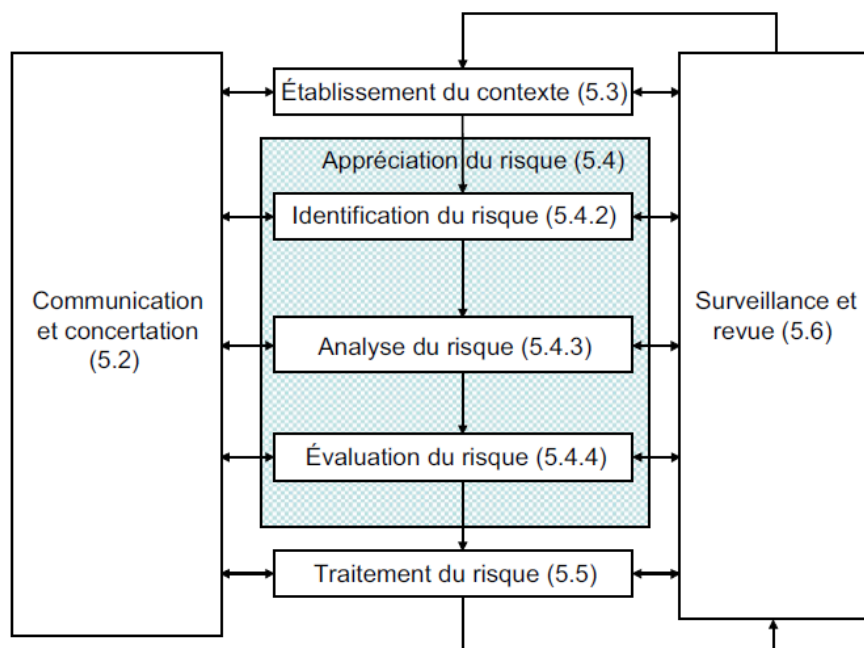 Établissement du contexte (5.3)
Appréciation du risque (5.4)
Identification du risque (5.4.2)
Communication
et concertation
(5.2)
Surveillance et
revue (5.6)
Analyse du risque (5.4.3)
Évaluation du risque (5.4.4)
Traitement du risque (5.5)